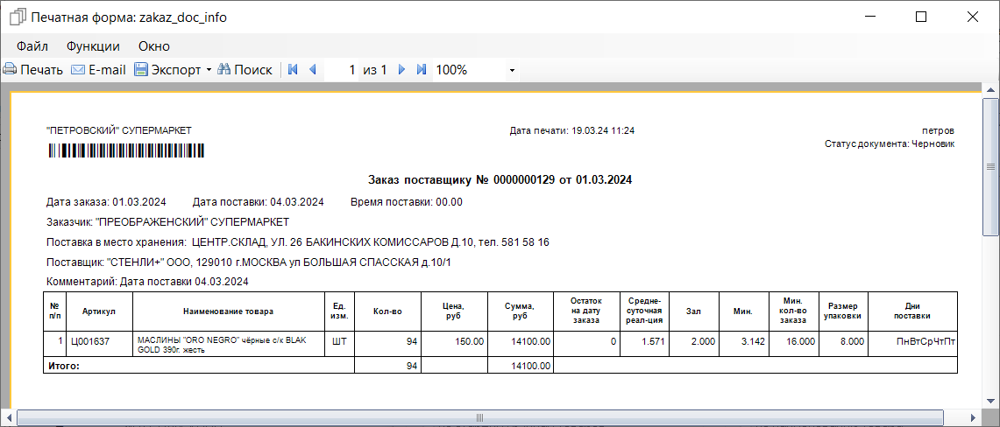 Печатная форма: zakaz_doc_info
Файл Функции Окно
Печать E-mail Экспорт Поиск 1 из 1 100%
"ПЕТРОВСКИЙ" СУПЕРМАРКЕТ Дата печати: 19.03.24 11:24 петров
Статус документа: Черновик
Заказ поставщику № 0000000129 от 01.03.2024
Дата заказа: 01.03.2024 Дата поставки: 04.03.2024 Время поставки: 00.00
Заказчик: "ПРЕОБРАЖЕНСКИЙ" СУПЕРМАРКЕТ
Поставка в место хранения: ЦЕНТР.СКЛАД, УЛ. 26 БАКИНСКИХ КОМИССАРОВ Д.10, тел. 581 58 16
Поставщик: "СТЕНЛИ+" ООО, 129010 г.МОСКВА ул БОЛЬШАЯ СПАССКАЯ д.10/1
Комментарий: Дата поставки 04.03.2024
№ п/п Артикул Наименование товара Ед. изм. Кол-во Цена, руб Сумма, руб Остаток на дату заказа Средне-суточная реал-ция Зал Мин. Мин. кол-во заказа Размер упаковки Дни поставки
1 Ц001637 МАСЛИНЫ "ORO NEGRO" чёрные с/к BLAK GOLD 390г. жесть ШТ 94 150.00 14100.00 0 1.571 2.000 3.142 16.000 8.000 ПнВтСрЧтПт
Итого: 94 14100.00